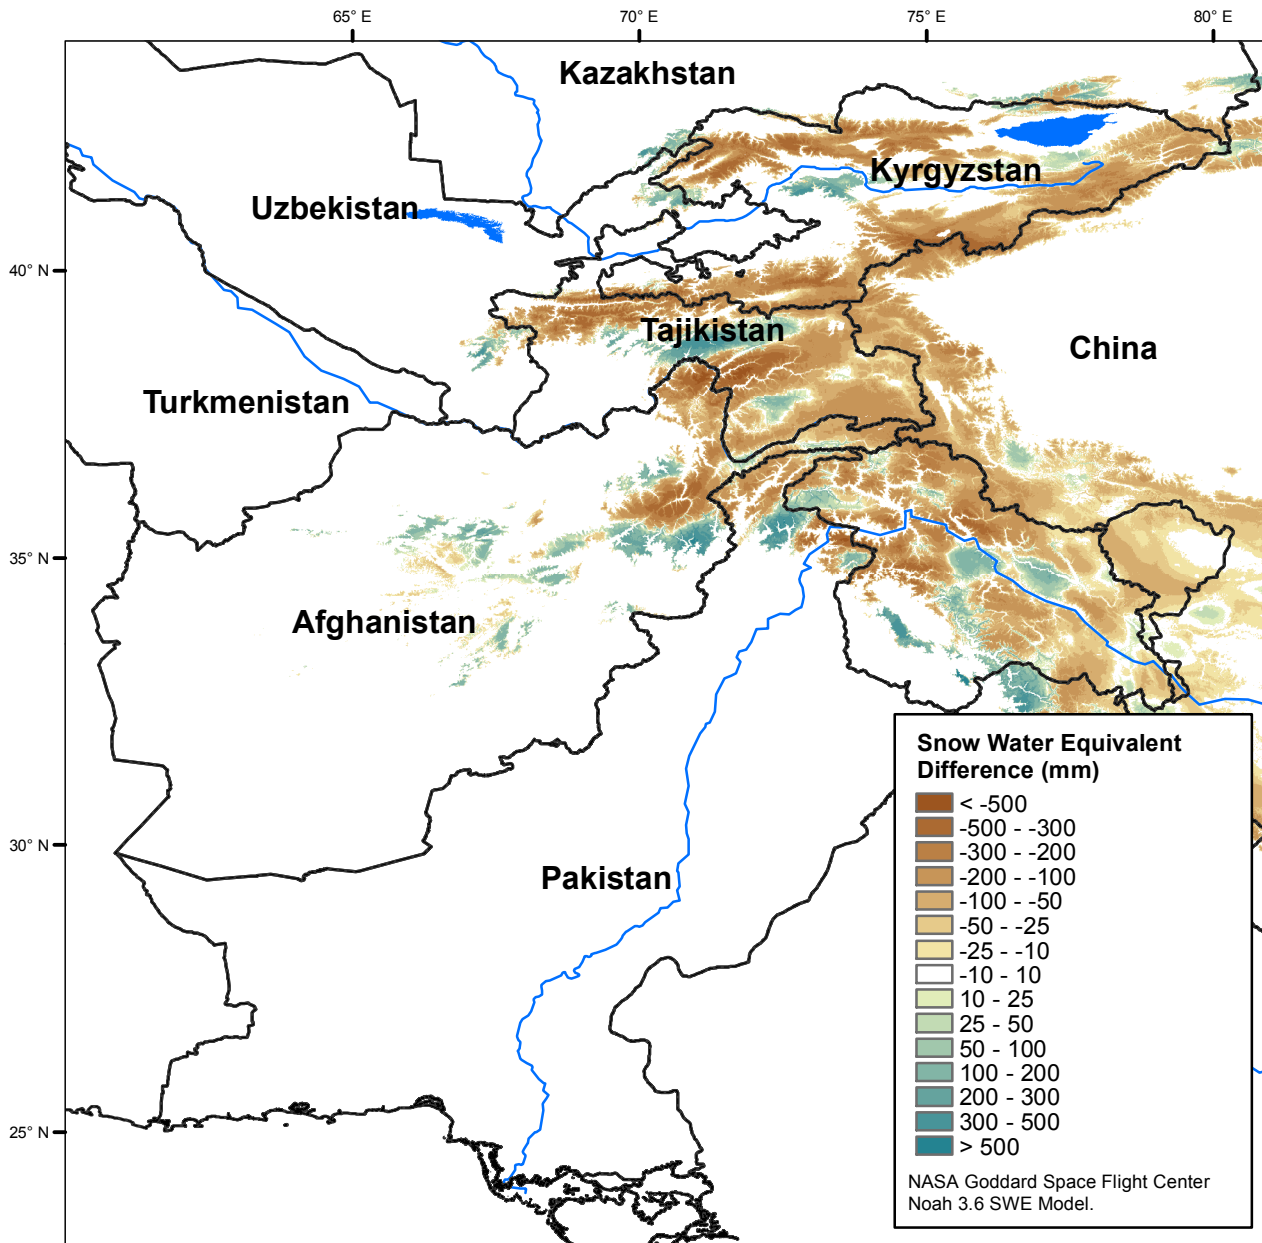 65° E
70° E
75° E
80° E
Kazakhstan
Kyrgyzstan
Uzbekistan
40° N
Tajikistan
China
Turkmenistan
35° N
Afghanistan
Snow Water Equivalent
Difference (mm)
< -500
-500 - -300
-300 - -200
-200 - -100
-100 - -50
-50 - -25
-25 - -10
-10 - 10
10 - 25
25 - 50
50 - 100
100 - 200
200 - 300
300 - 500
> 500
30° N
Pakistan
25° N
NASA Goddard Space Flight Center
Noah 3.6 SWE Model.